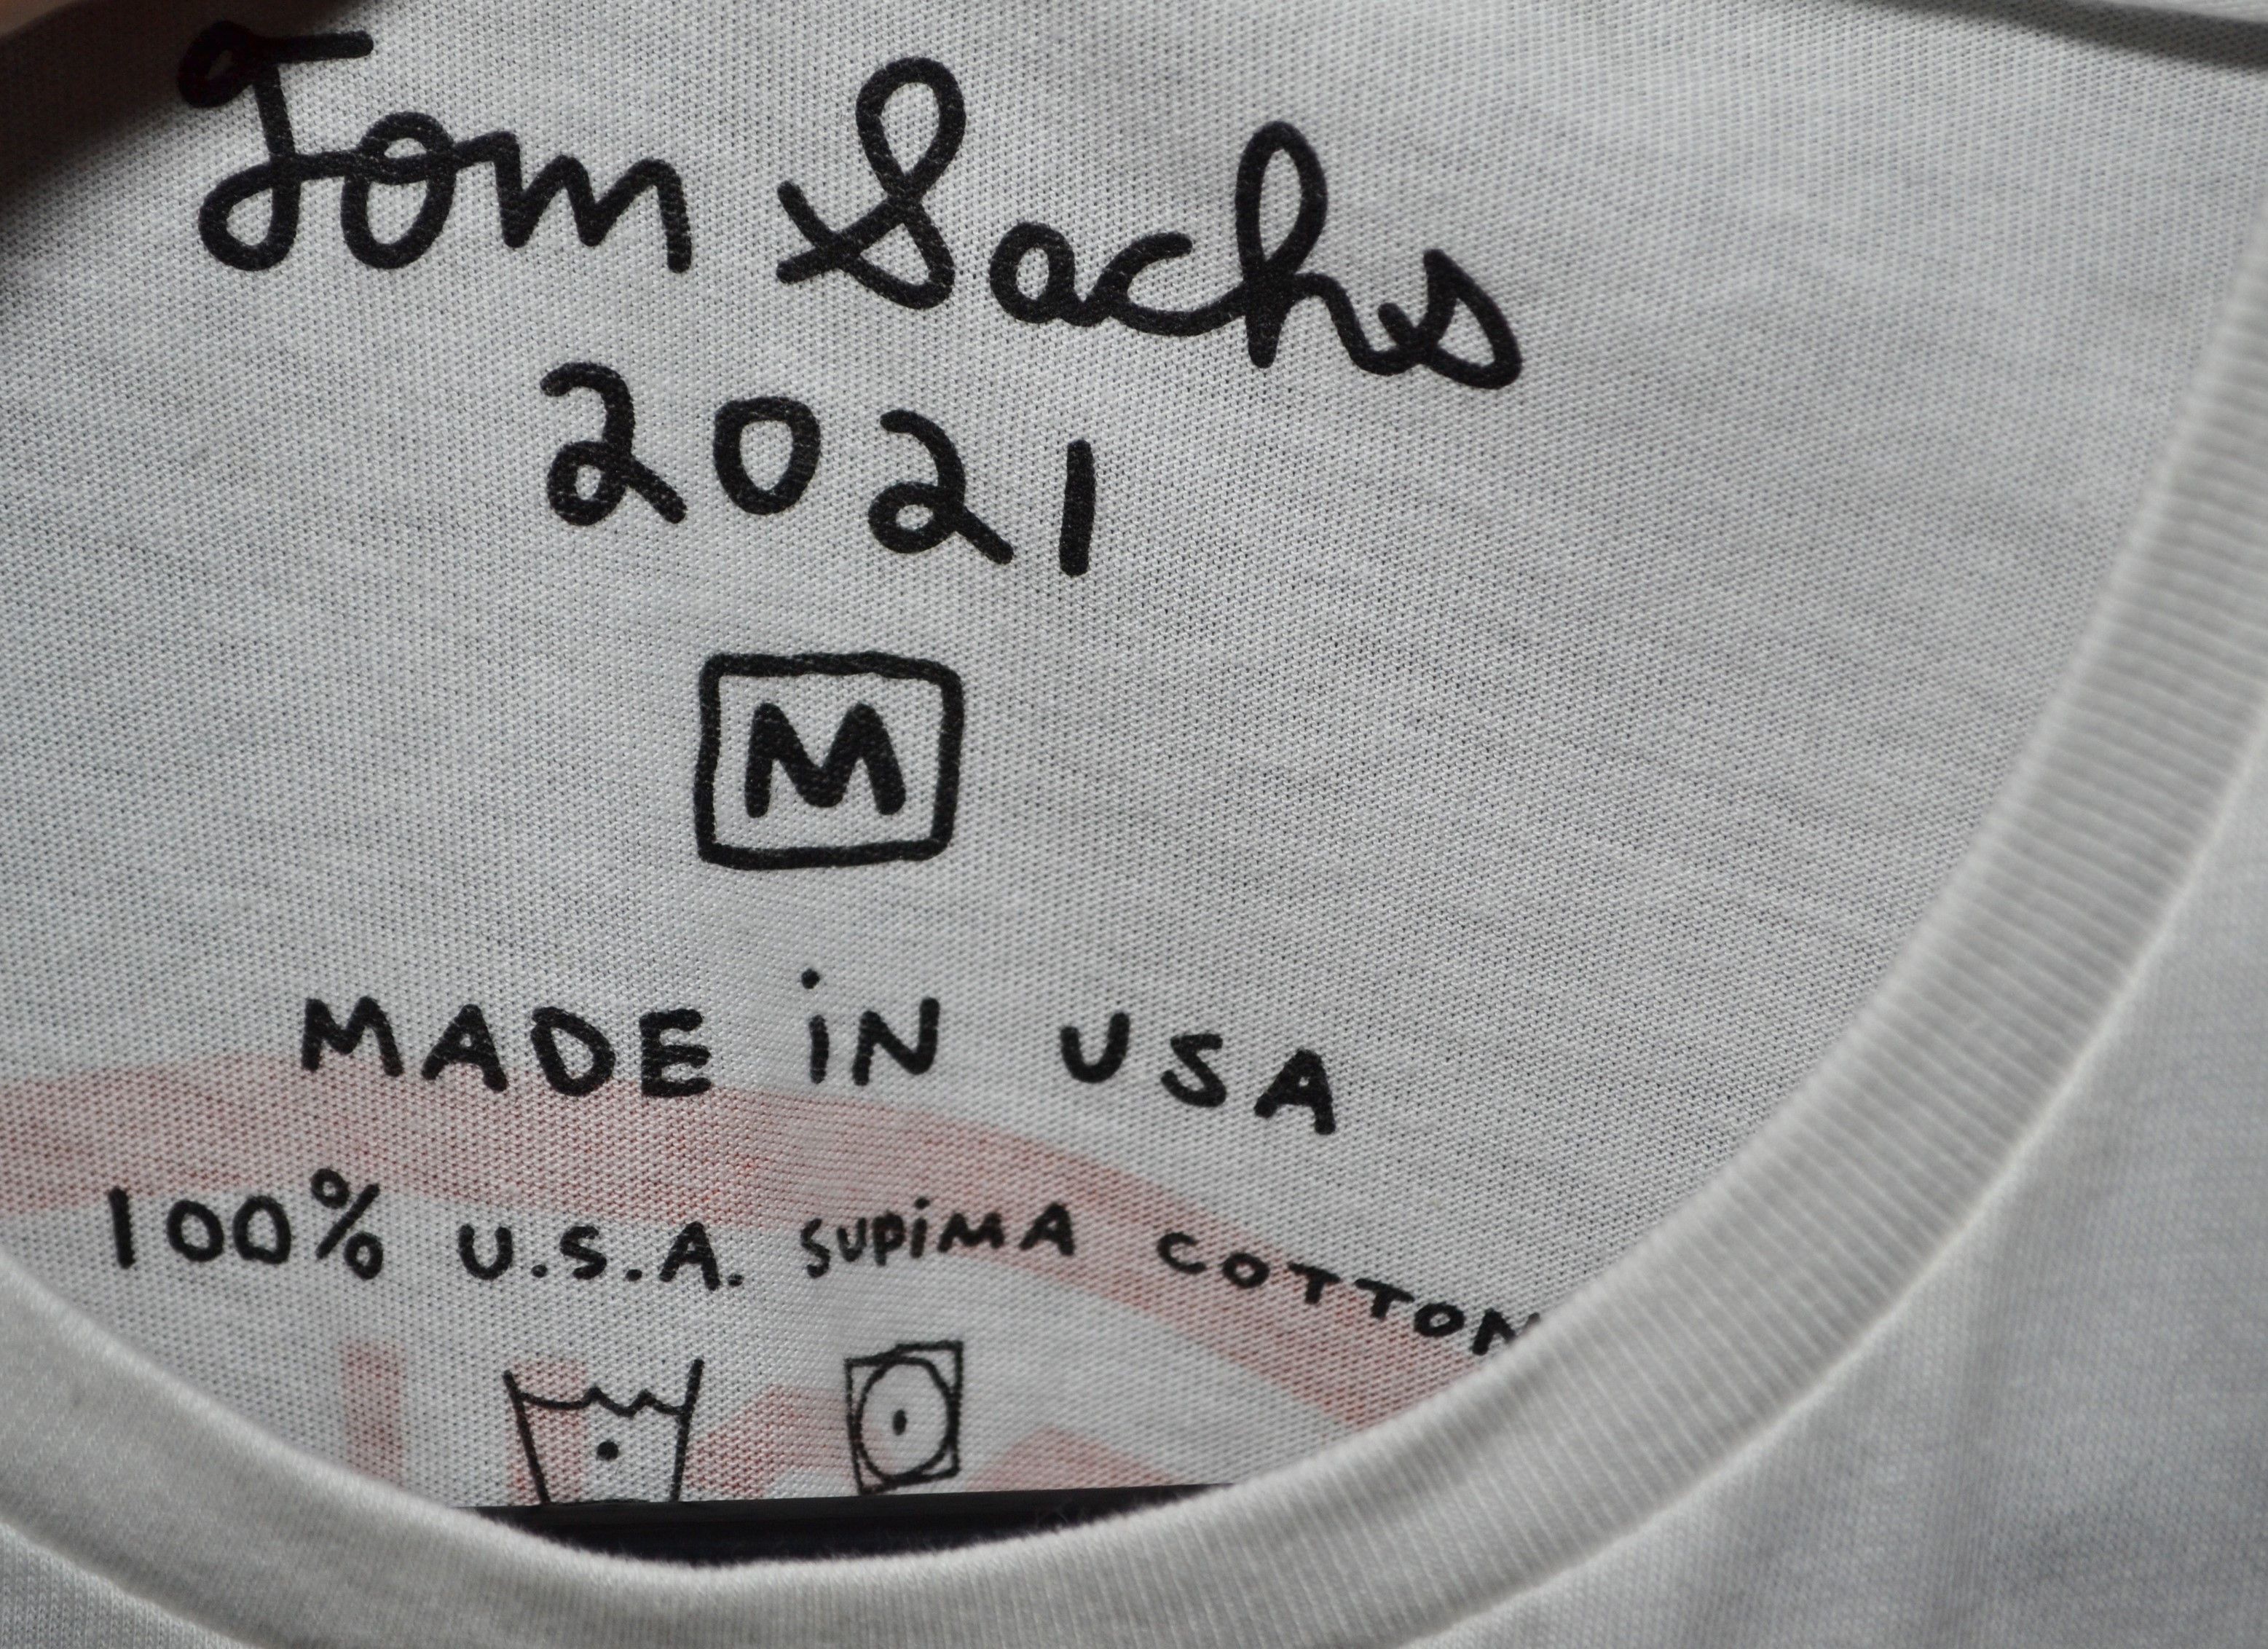 Tom Sachs
2021
M
MADE iN USA
100% U.S.A. SUPiMA COTTON